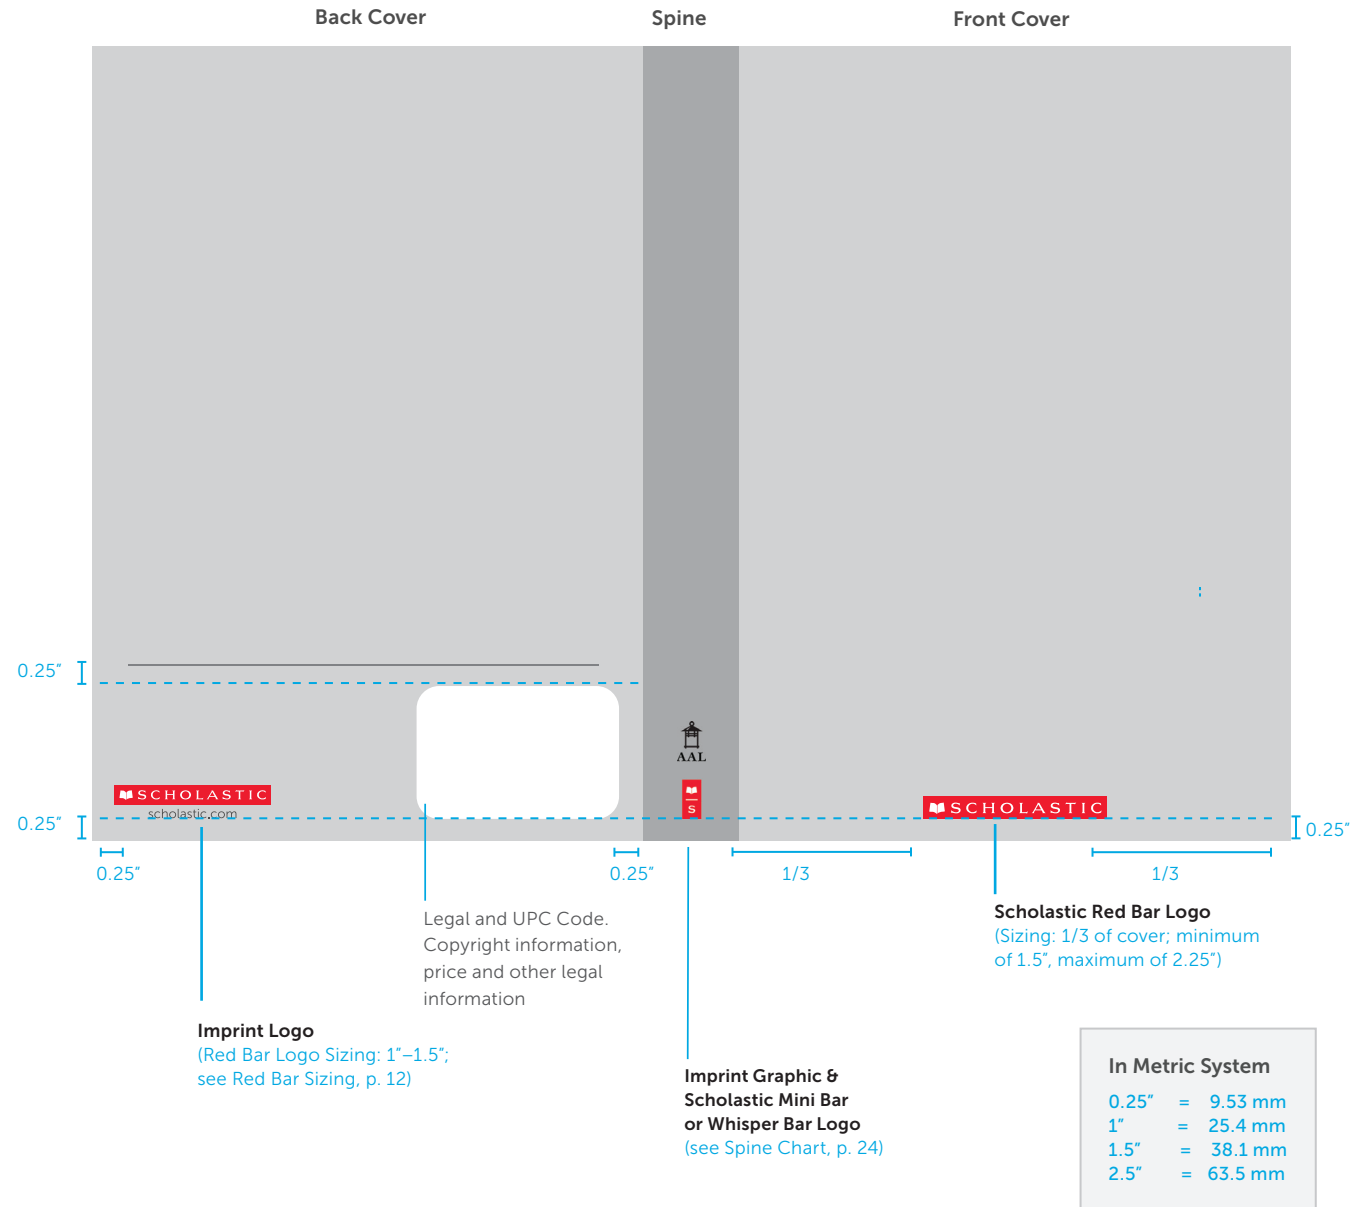 Back Cover
Spine
Front Cover
0.25″
AAL
SCHOLASTIC
scholastic.com
S
SCHOLASTIC
0.25″
0.25″
0.25″
0.25″
1/3
1/3
Legal and UPC Code.
Copyright information,
price and other legal
information
Scholastic Red Bar Logo
(Sizing: 1/3 of cover; minimum
of 1.5″, maximum of 2.25″)
Imprint Logo
(Red Bar Logo Sizing: 1″–1.5″;
see Red Bar Sizing, p. 12)
Imprint Graphic &
Scholastic Mini Bar
or Whisper Bar Logo
(see Spine Chart, p. 24)
In Metric System
0.25″ = 9.53 mm
1″ = 25.4 mm
1.5″ = 38.1 mm
2.5″ = 63.5 mm